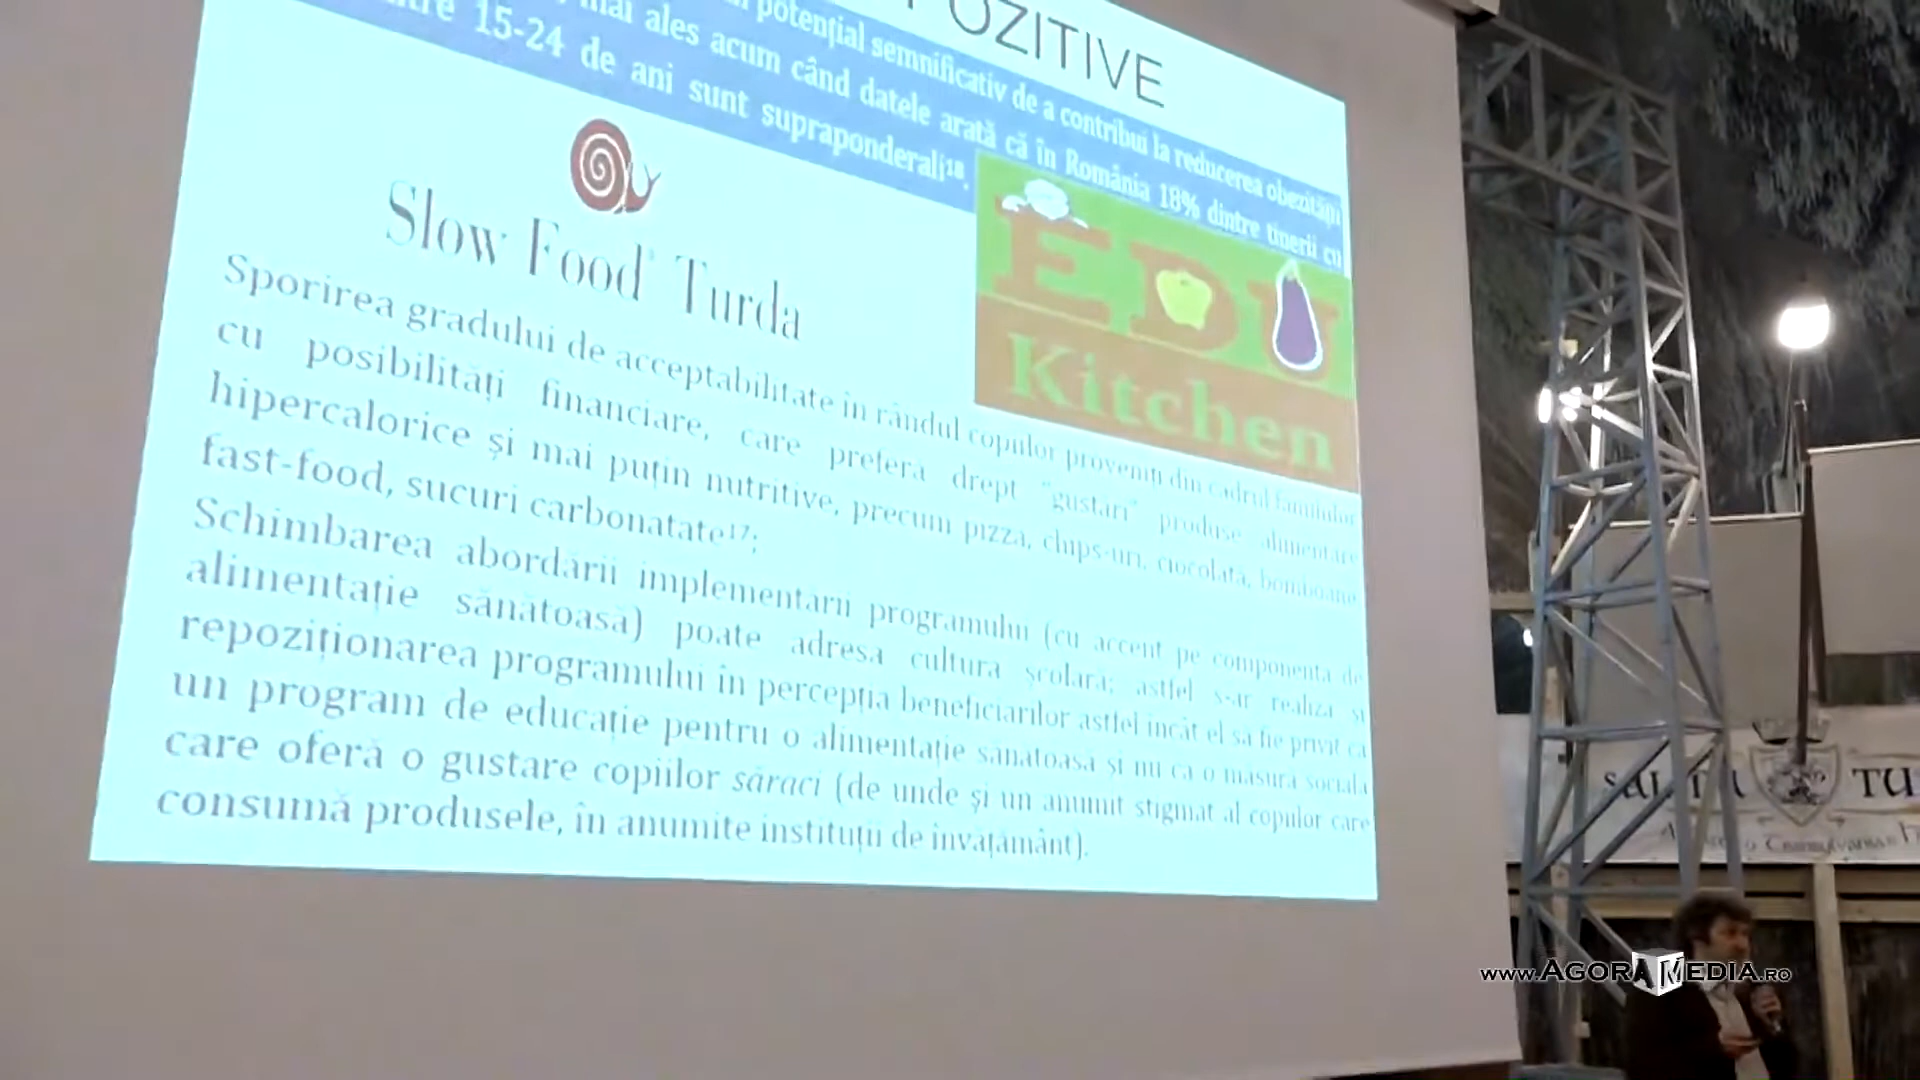 POZITIVE
potențial semnificativ de a contribui la reducerea obezității
mai ales acum când datele arată că în România 18% dintre tinerii cu
15-24 de ani sunt supraponderali¹⁸.
Slow Food® Turda
EDU
Kitchen
Sporirea gradului de acceptabilitate în rândul copiilor proveniți din cadrul familiilor
cu posibilități financiare, care preferă drept "gustări" produse alimentare
hipercalorice și mai puțin nutritive, precum pizza, chips-uri, ciocolată, bomboane,
fast-food, sucuri carbonatate¹⁷;
Schimbarea abordării implementării programului (cu accent pe componenta de
alimentație sănătoasă) poate adresa cultura școlară; astfel s-ar realiza și
repoziționarea programului în percepția beneficiarilor astfel încât el să fie privit ca
un program de educație pentru o alimentație sănătoasă și nu ca o măsură socială
care oferă o gustare copiilor săraci (de unde și un anumit stigmat al copiilor care
consumă produsele, în anumite instituții de învățământ).
TU
Transylvanian
www.AGORAMEDIA.RO